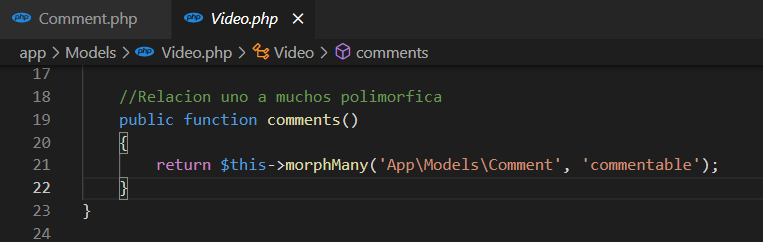 Comment.php Video.php ×
app > Models > Video.php > Video > comments
17
18 //Relacion uno a muchos polimorfica
19 public function comments()
20 {
21 return $this->morphMany('App\Models\Comment', 'commentable');
22 }
23 }
24